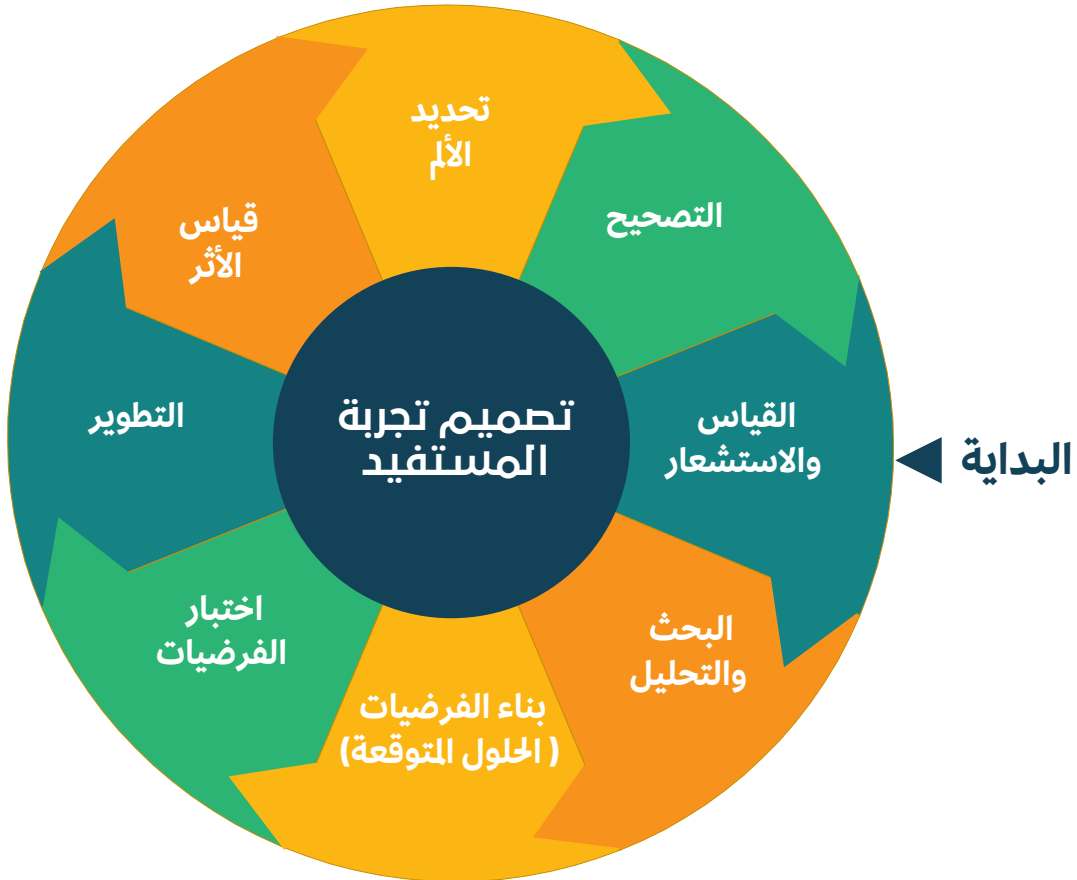 البداية
القياس
والاستشعار
البحث
والتحليل
بناء الفرضيات
( الحلول المتوقعة)
اختبار
الفرضيات
التطوير
قياس
الأثر
تحديد
الألم
التصحيح
تصميم تجربة
المستفيد